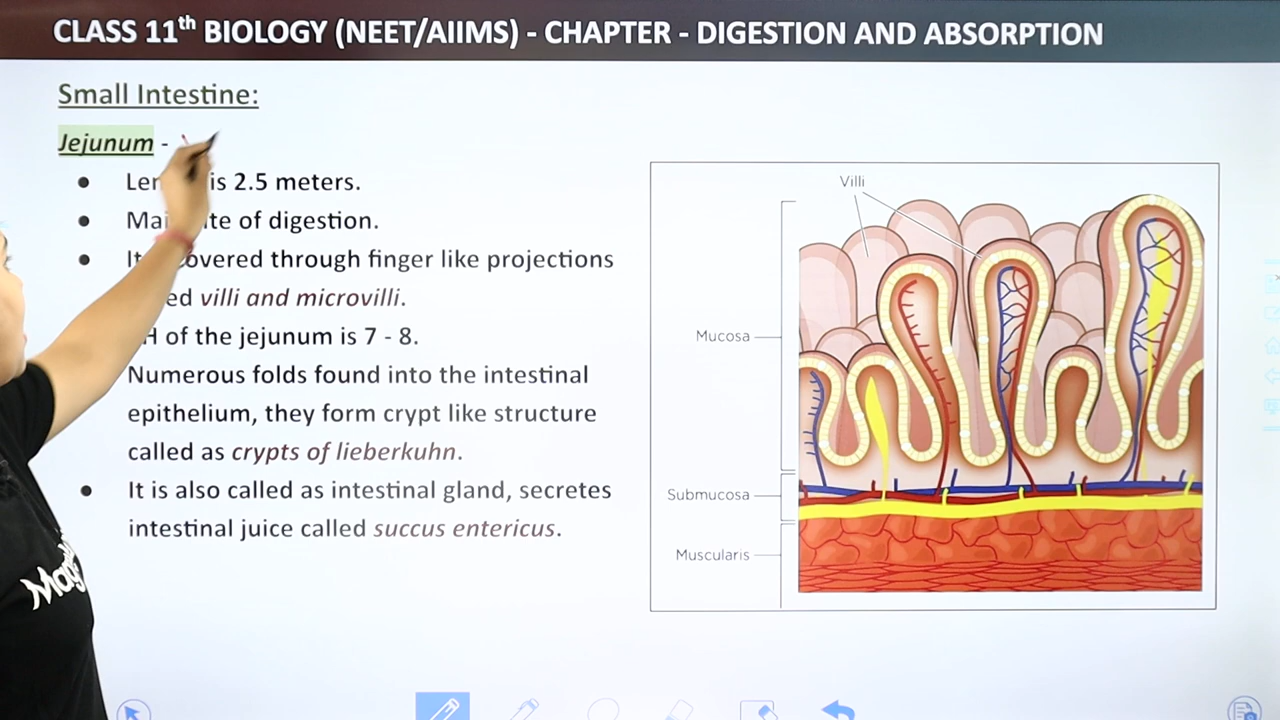 CLASS 11th BIOLOGY (NEET/AIIMS) - CHAPTER - DIGESTION AND ABSORPTION
Small Intestine:
Jejunum -
is 2.5 meters.
of digestion.
through finger like projections
villi and microvilli.
of the jejunum is 7 - 8.
Numerous folds found into the intestinal
epithelium, they form crypt like structure
called as crypts of lieberkuhn.
● It is also called as intestinal gland, secretes
intestinal juice called succus entericus.
Villi
Mucosa
Submucosa
Muscularis